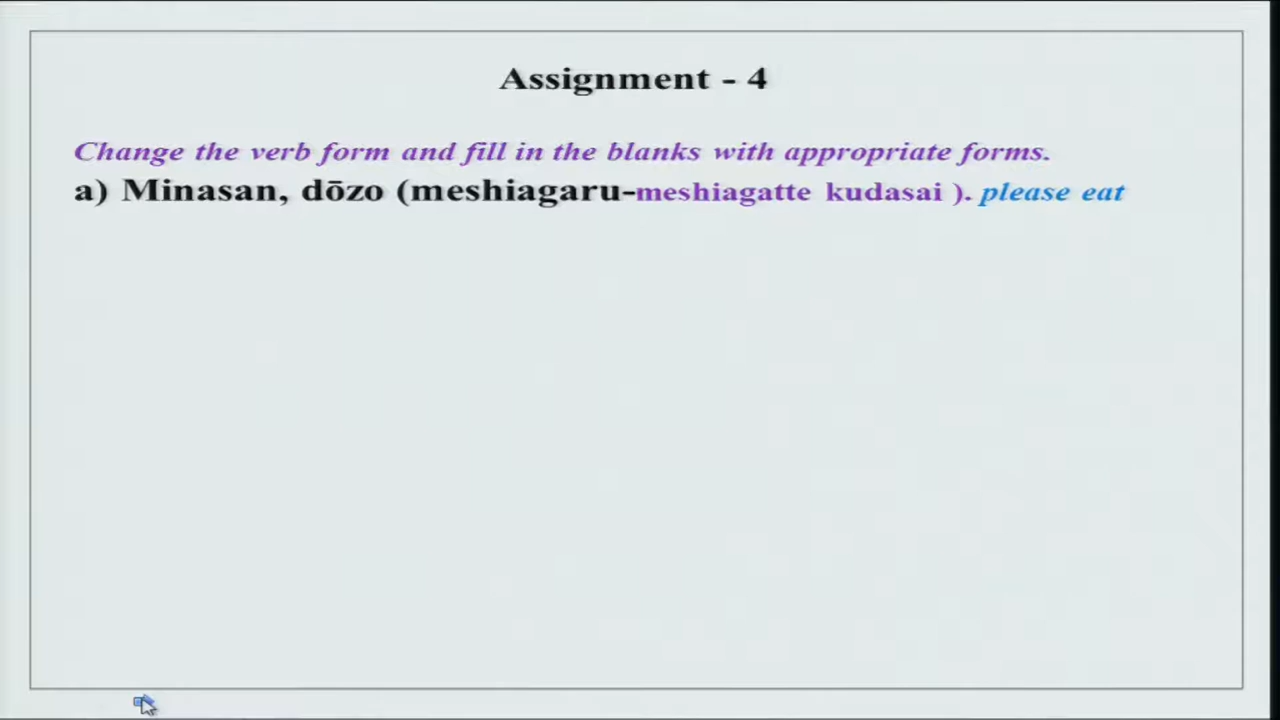 Assignment - 4
Change the verb form and fill in the blanks with appropriate forms.
a) Minasan, dōzo (meshiagaru-meshiagatte kudasai ). please eat